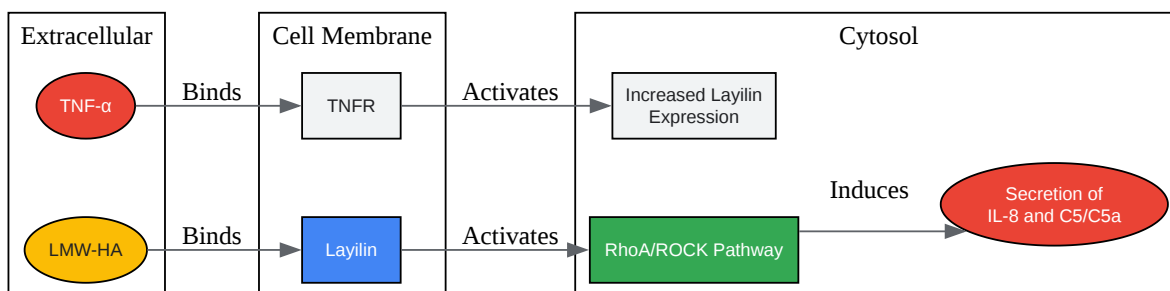 Extracellular
Cell Membrane
Cytosol
TNF-α
Binds
TNFR
Activates
Increased Layilin
Expression
Induces
Secretion of
IL-8 and C5/C5a
LMW-HA
Binds
Layilin
Activates
RhoA/ROCK Pathway